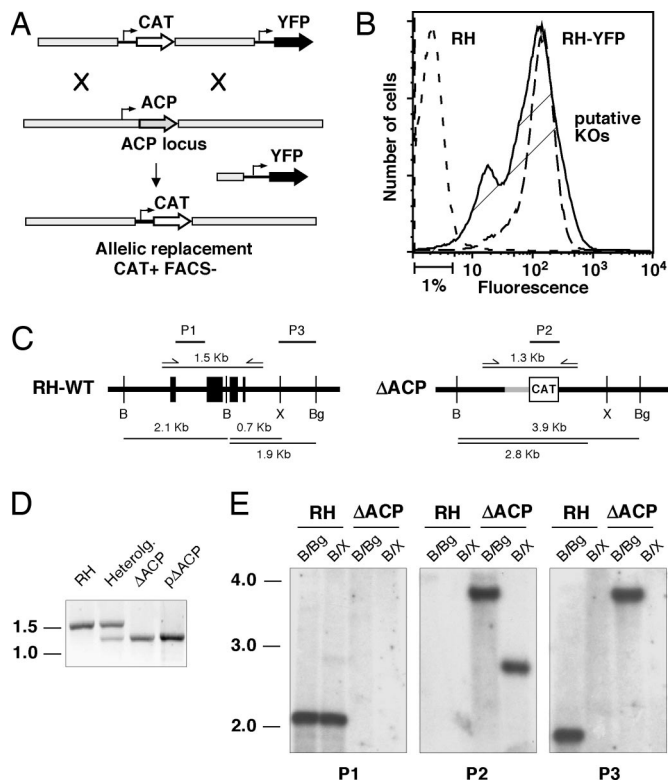 A
CAT
YFP
X X
ACP
ACP locus
YFP
CAT
Allelic replacement
CAT+ FACS-
B
RH
RH-YFP
putative
KOs
Number of cells
10 10² 10³ 10⁴
1%
Fluorescence
C
P1 P3
1.5 Kb
RH-WT
B B X Bg
2.1 Kb 0.7 Kb
1.9 Kb
P2
1.3 Kb
ΔACP
CAT
B X Bg
3.9 Kb
2.8 Kb
D
RH Heterolg. ΔACP pΔACP
1.5
1.0
E
RH ΔACP RH ΔACP RH ΔACP
B/Bg B/X B/Bg B/X B/Bg B/X B/Bg B/X B/Bg B/X B/Bg B/X
4.0
3.0
2.0
P1 P2 P3